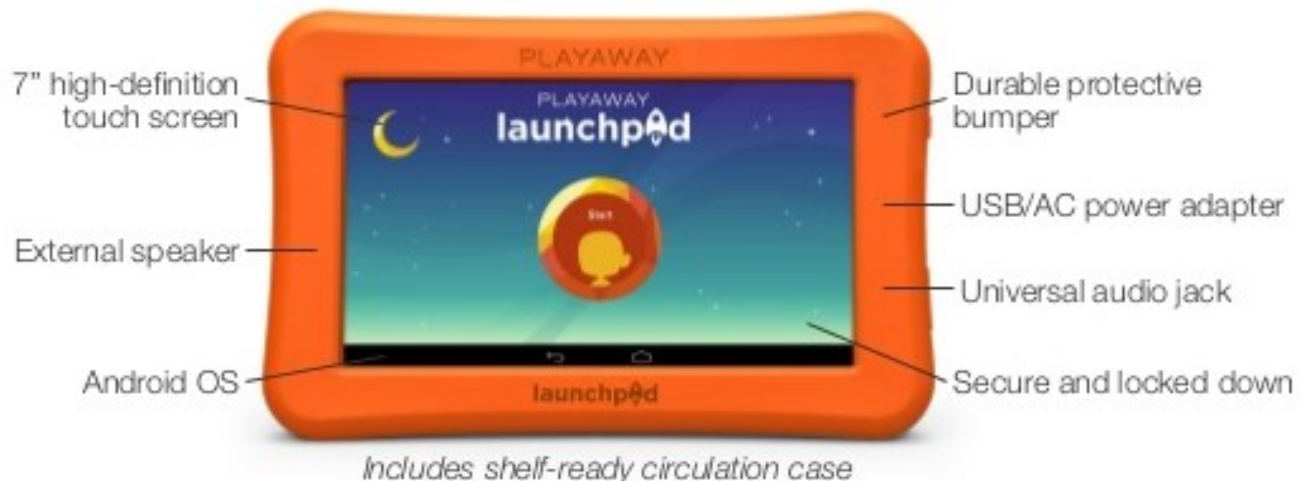 PLAYAWAY
7" high-definition
touch screen
PLAYAWAY
launchpad
Durable protective
bumper
Start
USB/AC power adapter
External speaker
Universal audio jack
Android OS
Secure and locked down
launchpad
Includes shelf-ready circulation case